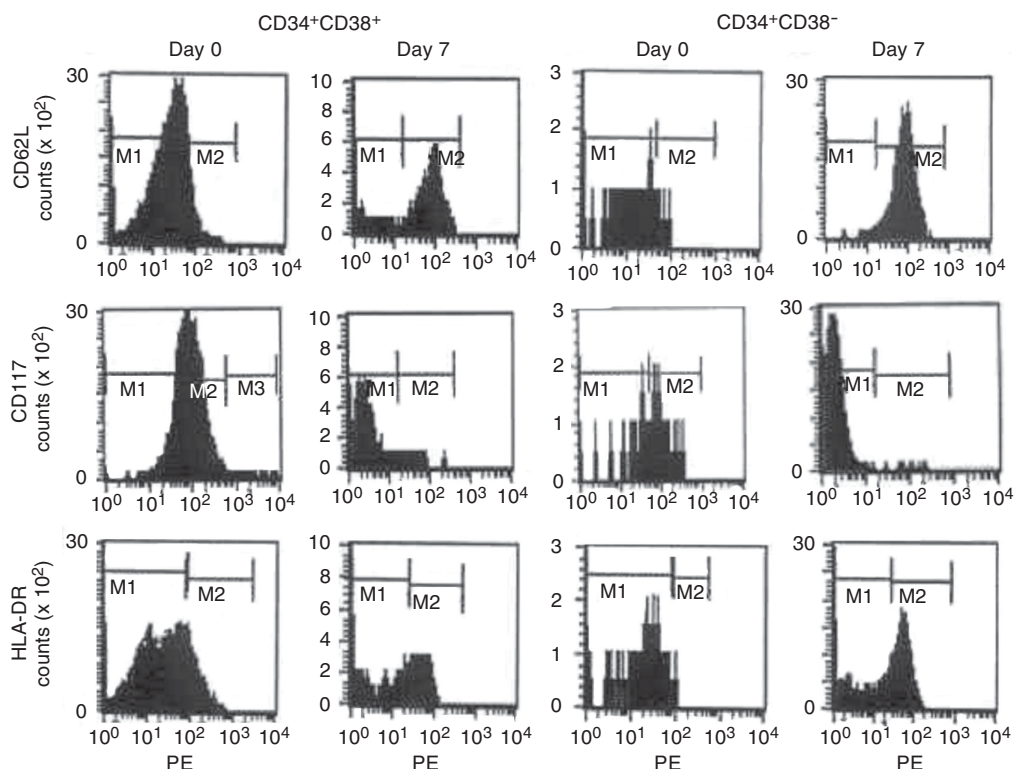 CD34⁺CD38⁺ CD34⁺CD38⁻
Day 0 Day 7 Day 0 Day 7
CD62L
counts (x 10²)
30 0 M1 M2 10⁰ 10¹ 10² 10³ 10⁴
10 8 6 4 2 0 M1 M2 10⁰ 10¹ 10² 10³ 10⁴
3 2 1 0 M1 M2 10⁰ 10¹ 10² 10³ 10⁴
30 0 M1 M2 10⁰ 10¹ 10² 10³ 10⁴
CD117
counts (x 10²)
30 0 M1 M2 M3 10⁰ 10¹ 10² 10³ 10⁴
10 8 6 4 2 0 M1 M2 10⁰ 10¹ 10² 10³ 10⁴
3 2 1 0 M1 M2 10⁰ 10¹ 10² 10³ 10⁴
30 0 M1 M2 10⁰ 10¹ 10² 10³ 10⁴
HLA-DR
counts (x 10²)
30 0 M1 M2 10⁰ 10¹ 10² 10³ 10⁴
10 8 6 4 2 0 M1 M2 10⁰ 10¹ 10² 10³ 10⁴
3 2 1 0 M1 M2 10⁰ 10¹ 10² 10³ 10⁴
30 0 M1 M2 10⁰ 10¹ 10² 10³ 10⁴
PE PE PE PE